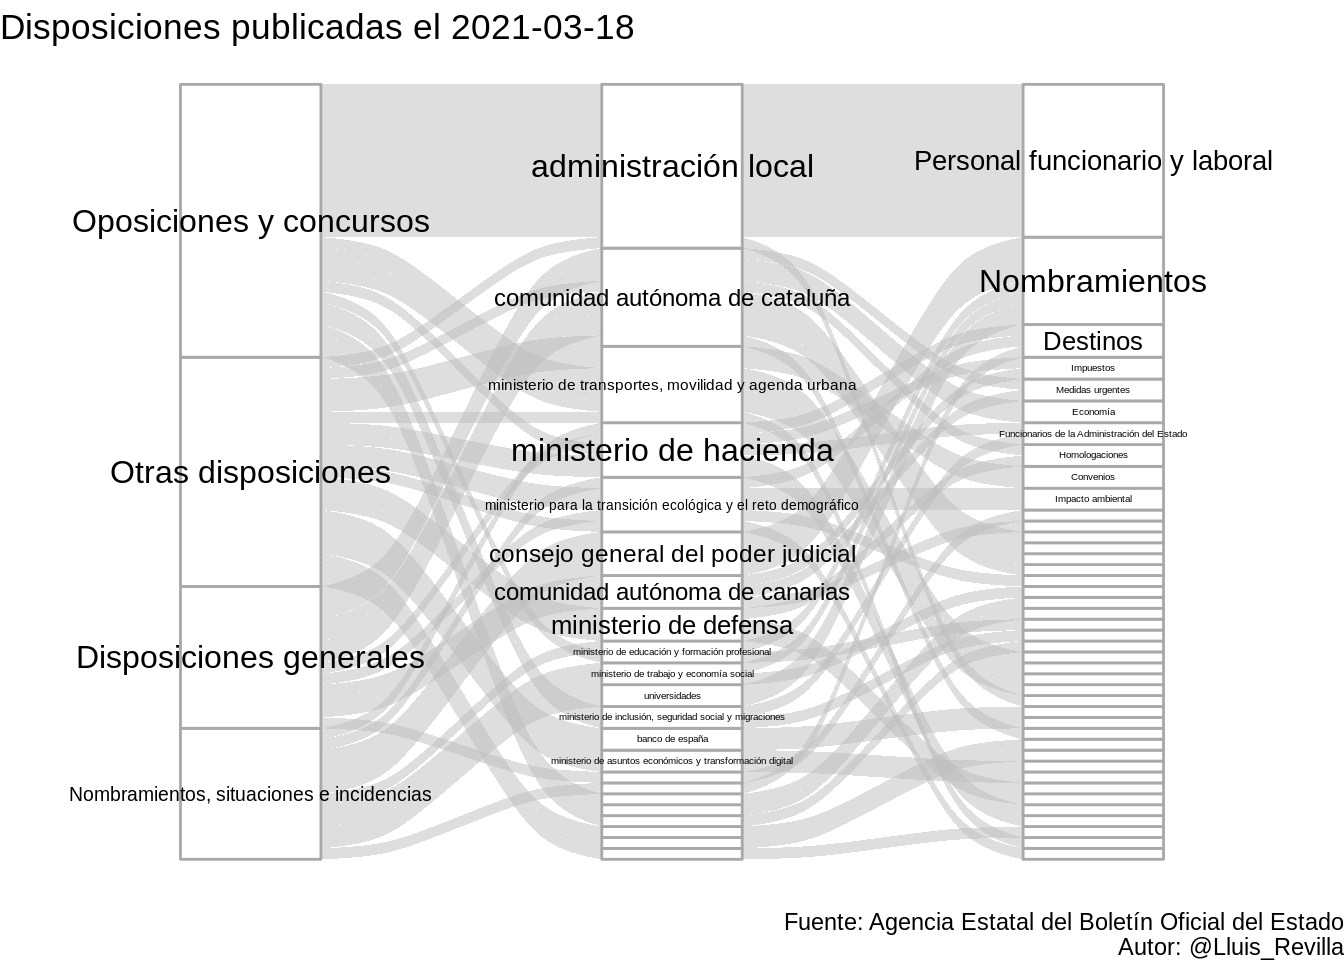 Disposiciones publicadas el 2021-03-18
Oposiciones y concursos
Otras disposiciones
Disposiciones generales
Nombramientos, situaciones e incidencias
administración local
comunidad autónoma de cataluña
ministerio de transportes, movilidad y agenda urbana
ministerio de hacienda
ministerio para la transición ecológica y el reto demográfico
consejo general del poder judicial
comunidad autónoma de canarias
ministerio de defensa
ministerio de educación y formación profesional
ministerio de trabajo y economía social
universidades
ministerio de inclusión, seguridad social y migraciones
banco de españa
ministerio de asuntos económicos y transformación digital
Personal funcionario y laboral
Nombramientos
Destinos
Impuestos
Medidas urgentes
Economía
Funcionarios de la Administración del Estado
Homologaciones
Convenios
Impacto ambiental
Fuente: Agencia Estatal del Boletín Oficial del Estado
Autor: @Lluis_Revilla